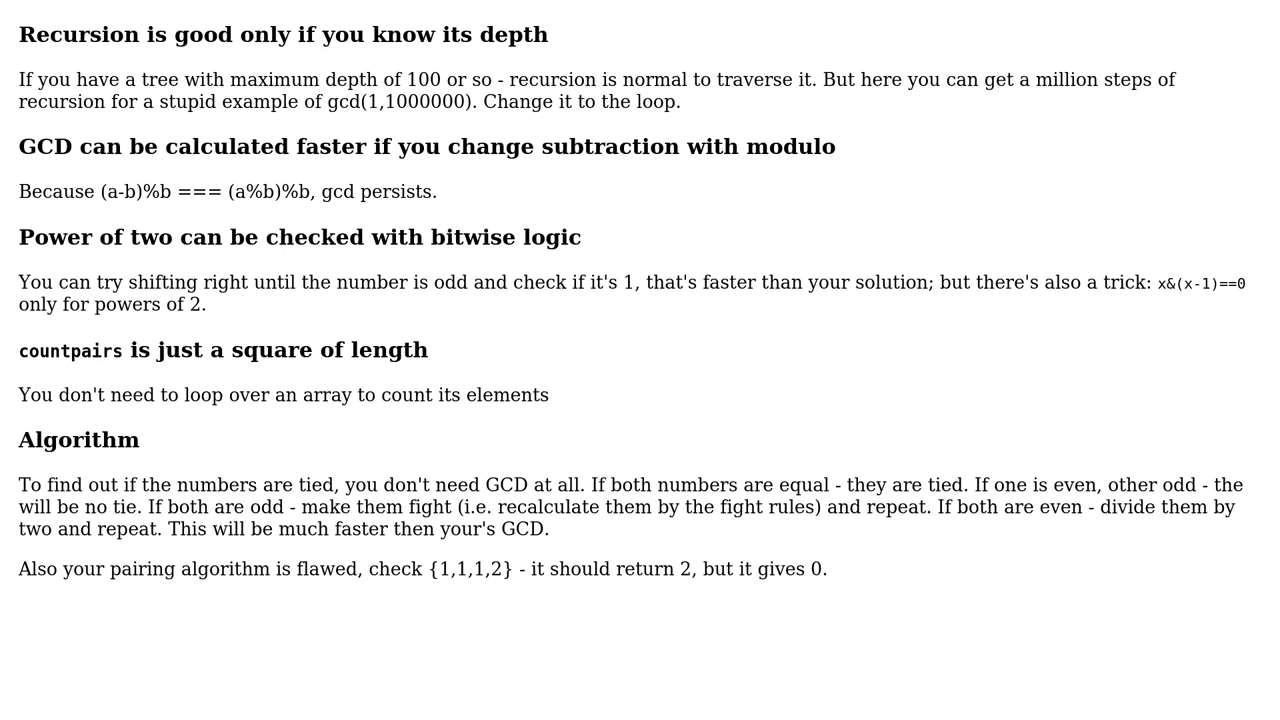 Recursion is good only if you know its depth
If you have a tree with maximum depth of 100 or so - recursion is normal to traverse it. But here you can get a million steps of
recursion for a stupid example of gcd(1,1000000). Change it to the loop.
GCD can be calculated faster if you change subtraction with modulo
Because (a-b)%b === (a%b)%b, gcd persists.
Power of two can be checked with bitwise logic
You can try shifting right until the number is odd and check if it's 1, that's faster than your solution; but there's also a trick: x&(x-1)==0
only for powers of 2.
countpairs is just a square of length
You don't need to loop over an array to count its elements
Algorithm
To find out if the numbers are tied, you don't need GCD at all. If both numbers are equal - they are tied. If one is even, other odd - the
will be no tie. If both are odd - make them fight (i.e. recalculate them by the fight rules) and repeat. If both are even - divide them by
two and repeat. This will be much faster then your's GCD.
Also your pairing algorithm is flawed, check {1,1,1,2} - it should return 2, but it gives 0.